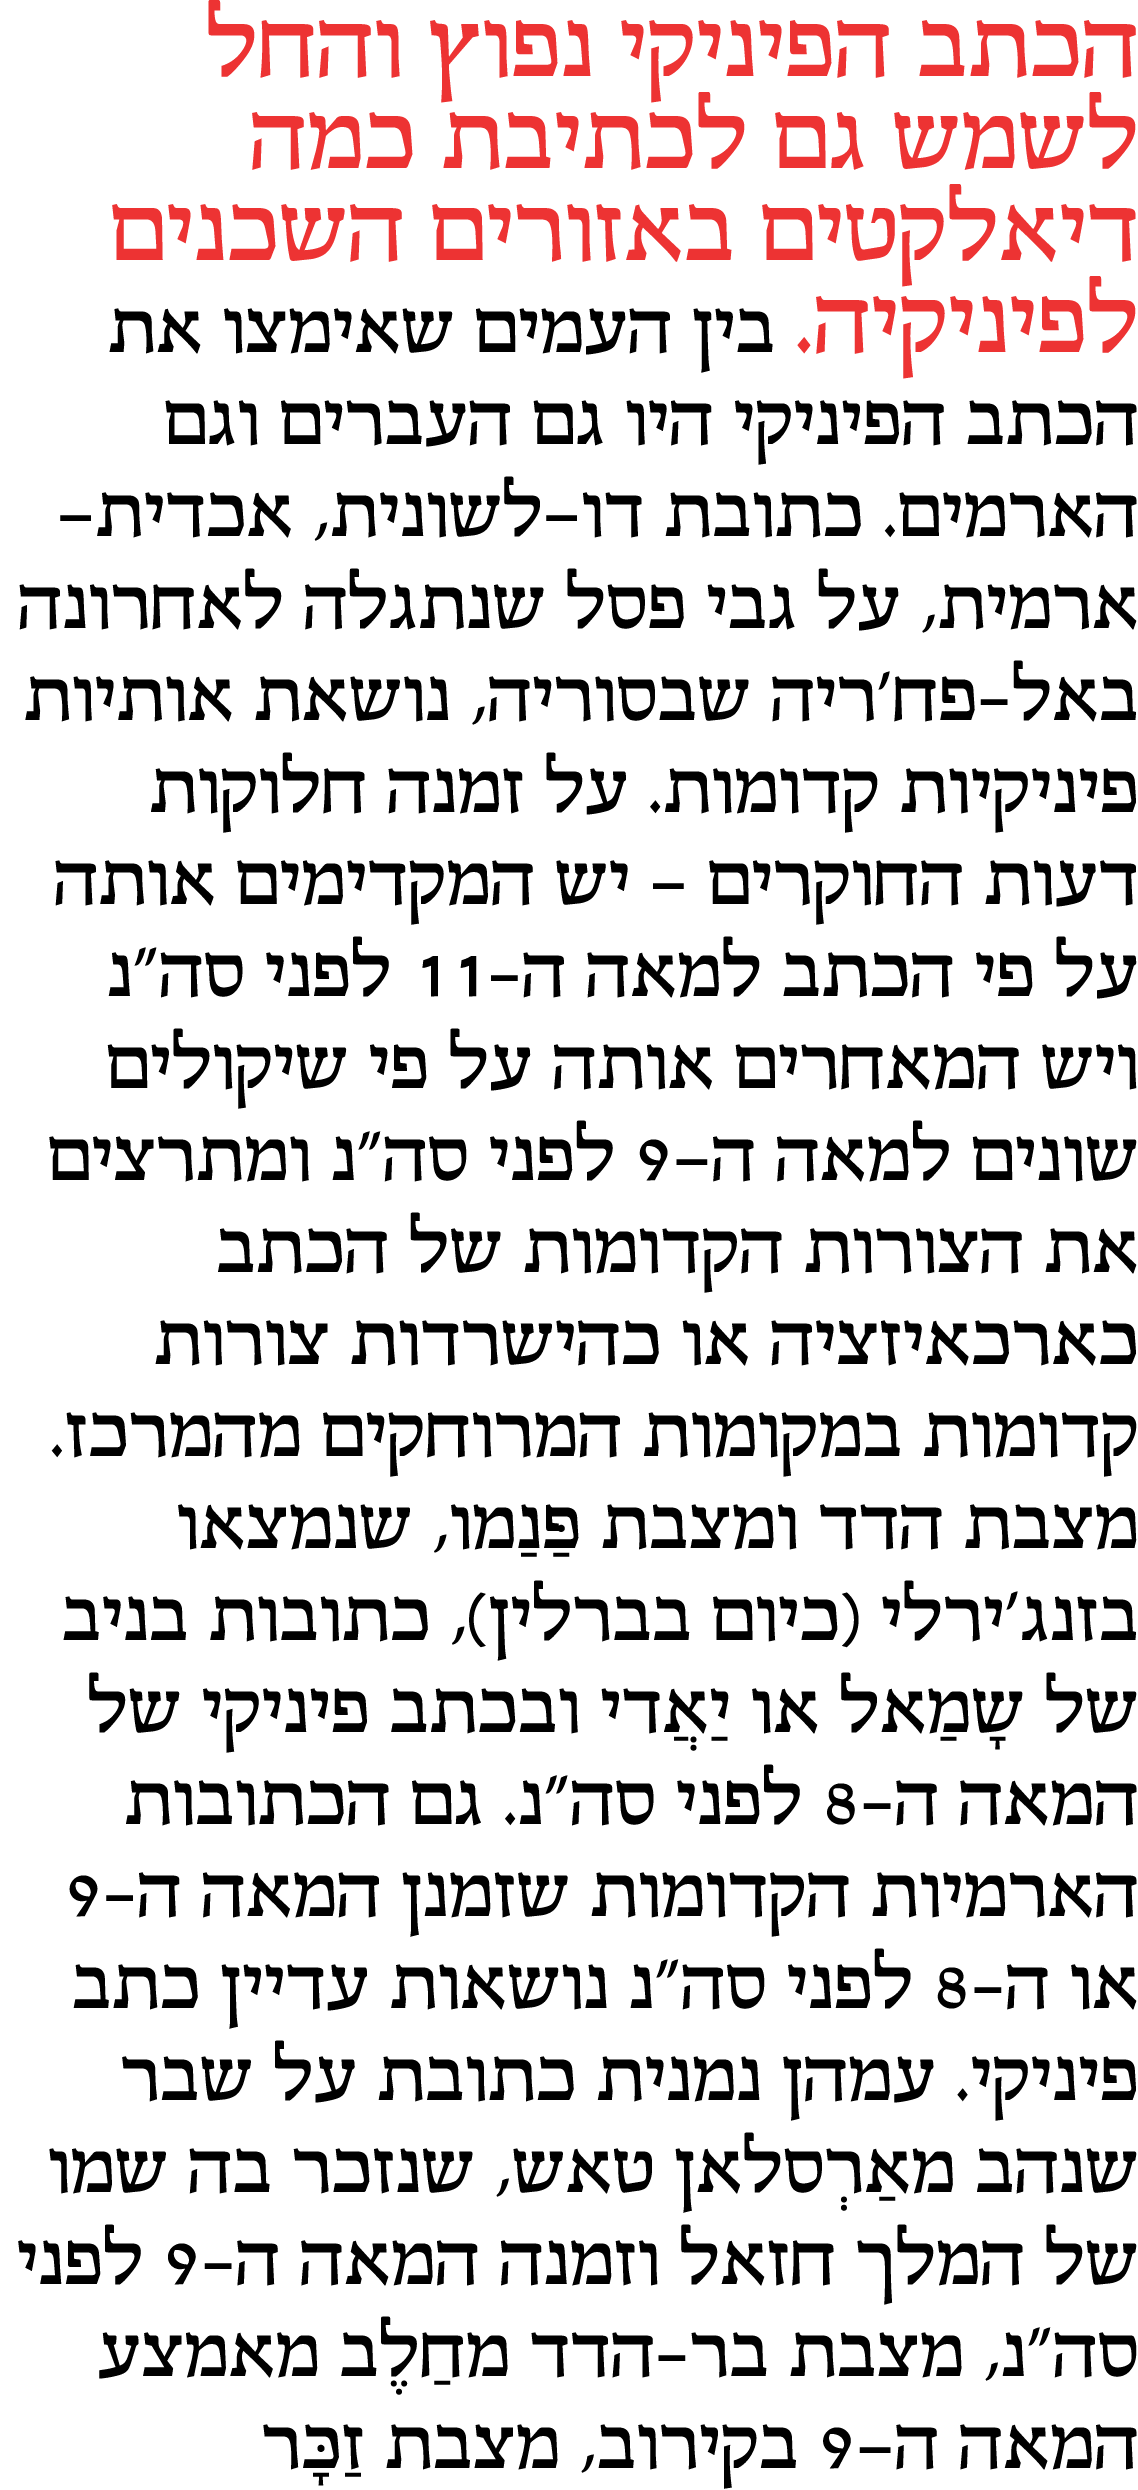 הכתב הפיניקי נפוץ והחל
לשמש גם לכתיבת כמה
דיאלקטים באזורים השכנים
לפיניקיה. בין העמים שאימצו את
הכתב הפיניקי היו גם העברים וגם
הארמים. כתובת דו-לשונית, אכדית-
ארמית, על גבי פסל שנתגלה לאחרונה
באל-פח'ריה שבסוריה, נושאת אותיות
פיניקיות קדומות. על זמנה חלוקות
דעות החוקרים – יש המקדימים אותה
על פי הכתב למאה ה-11 לפני סה"נ
ויש המאחרים אותה על פי שיקולים
שונים למאה ה-9 לפני סה"נ ומתרצים
את הצורות הקדומות של הכתב
כארכאיזציה או כהישרדות צורות
קדומות במקומות המרוחקים מהמרכז.
מצבת הדד ומצבת פַּנַמו, שנמצאו
בזנג'ירלי (כיום בברלין), כתובות בניב
של שָׁמַאל או יַאֲדי ובכתב פיניקי של
המאה ה-8 לפני סה"נ. גם הכתובות
הארמיות הקדומות שזמנן המאה ה-9
או ה-8 לפני סה"נ נושאות עדיין כתב
פיניקי. עמהן נמנית כתובת על שבר
שנהב מאַרְסלאן טאש, שנזכר בה שמו
של המלך חזאל וזמנה המאה ה-9 לפני
סה"נ, מצבת בר-הדד מחַלֶב מאמצע
המאה ה-9 בקירוב, מצבת זַכָּר